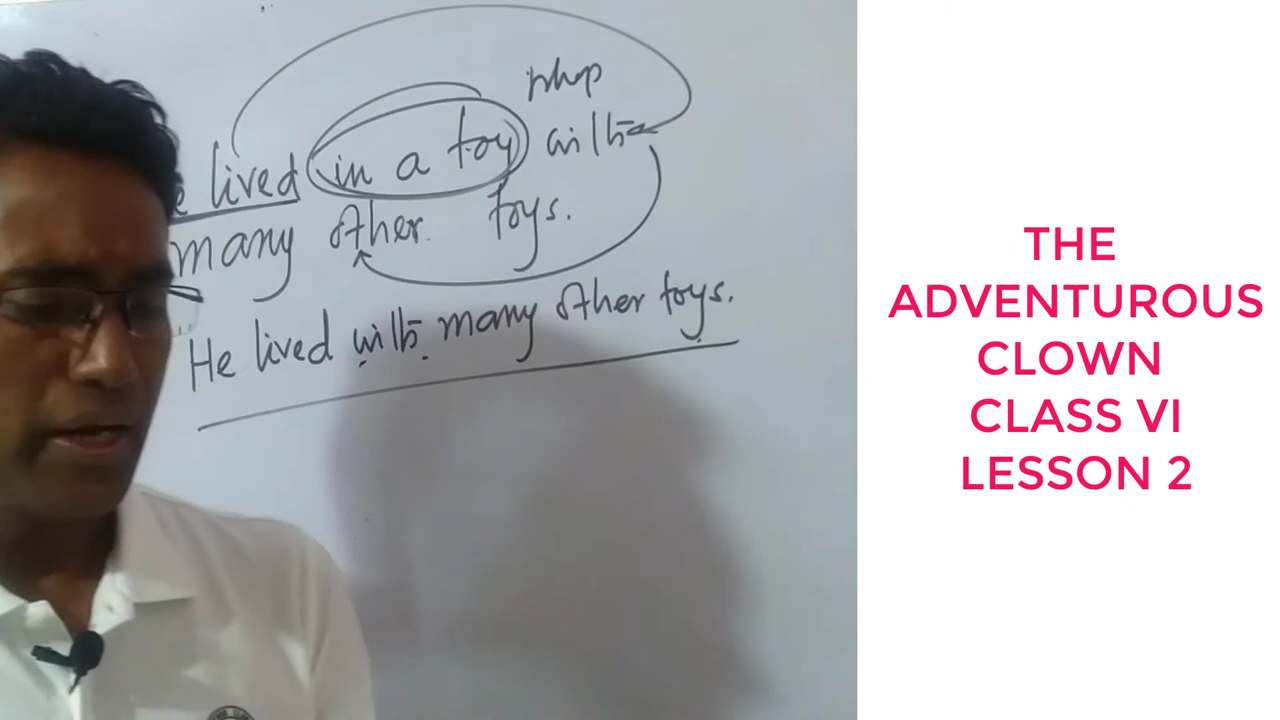 shop
e lived in a toy with
many other toys.
He lived with many other toys.
THE
ADVENTUROUS
CLOWN
CLASS VI
LESSON 2